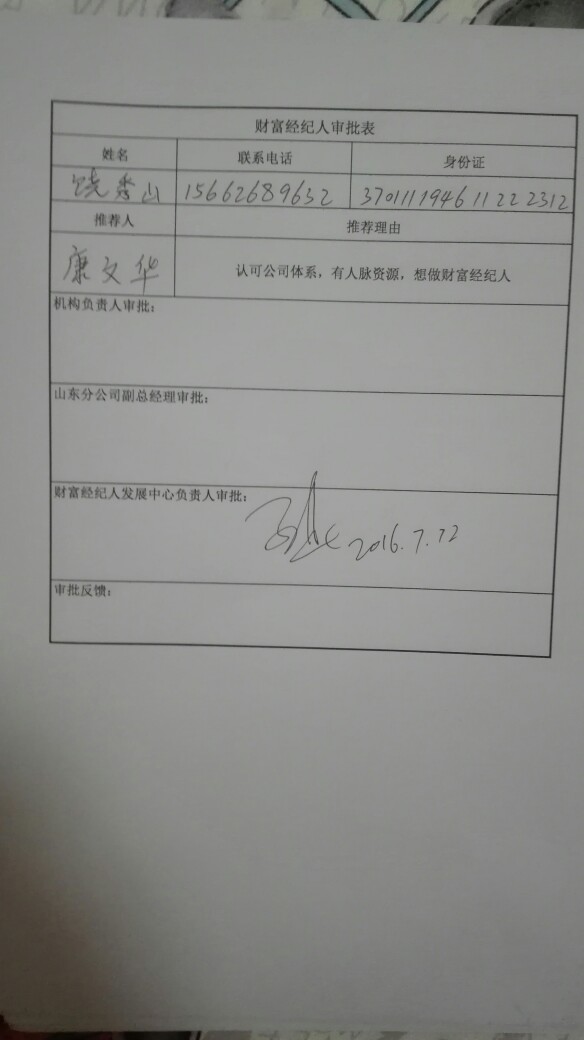 财富经纪人审批表
姓名 联系电话 身份证
饶秀山 15662689632 370111194611222312
推荐人 推荐理由
康文华 认可公司体系，有人脉资源，想做财富经纪人
机构负责人审批：
山东分公司副总经理审批：
财富经纪人发展中心负责人审批：
2016.7.12
审批反馈：